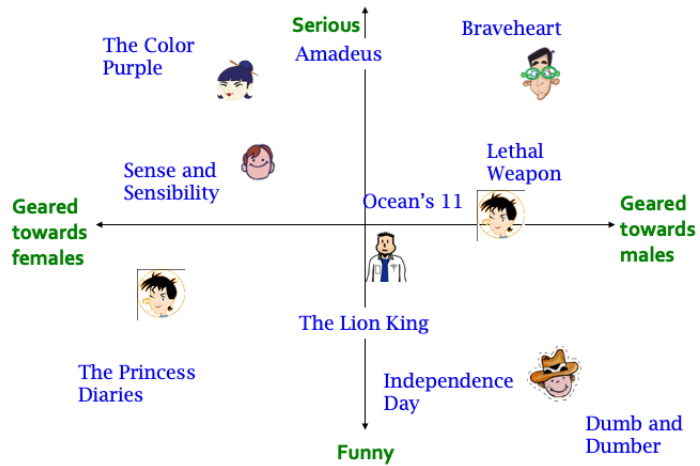 Serious
Braveheart
The Color
Purple
Amadeus
Lethal
Weapon
Sense and
Sensibility
Ocean's 11
Geared
towards
females
Geared
towards
males
The Lion King
The Princess
Diaries
Independence
Day
Dumb and
Dumber
Funny